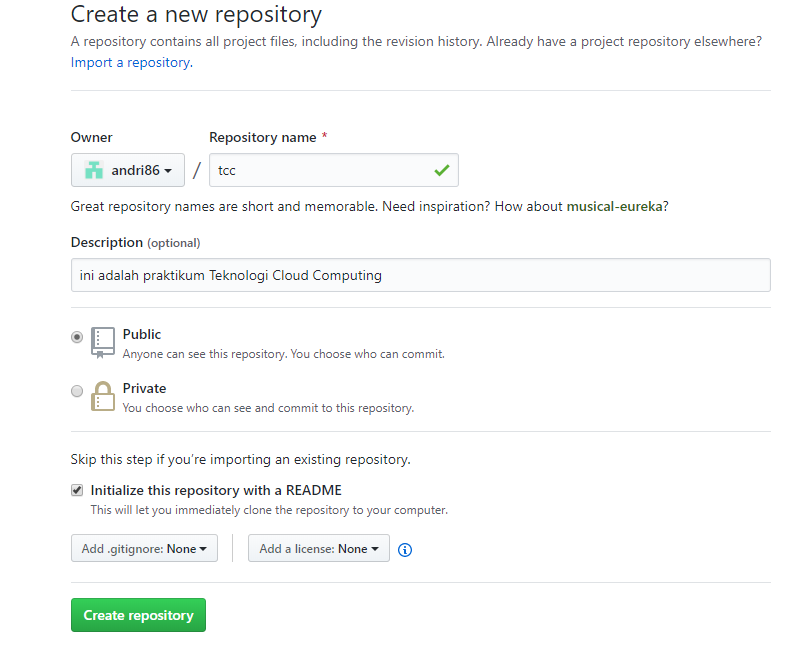 Create a new repository
A repository contains all project files, including the revision history. Already have a project repository elsewhere?
Import a repository.
Owner
Repository name *
andri86
/
tcc
Great repository names are short and memorable. Need inspiration? How about musical-eureka?
Description (optional)
ini adalah praktikum Teknologi Cloud Computing
Public
Anyone can see this repository. You choose who can commit.
Private
You choose who can see and commit to this repository.
Skip this step if you’re importing an existing repository.
Initialize this repository with a README
This will let you immediately clone the repository to your computer.
Add .gitignore: None
Add a license: None
Create repository